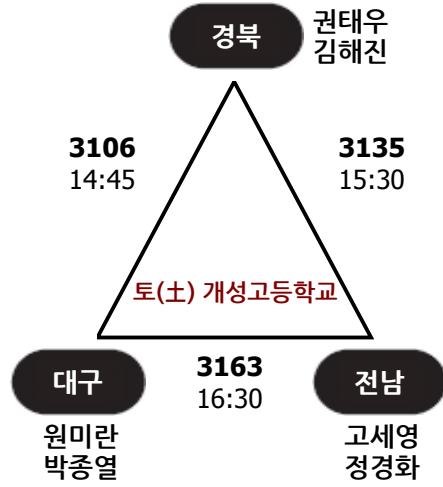 경북
권태우
김해진
3106
14:45
3135
15:30
토(土) 개성고등학교
3163
16:30
대구
원미란
박종열
전남
고세영
정경화